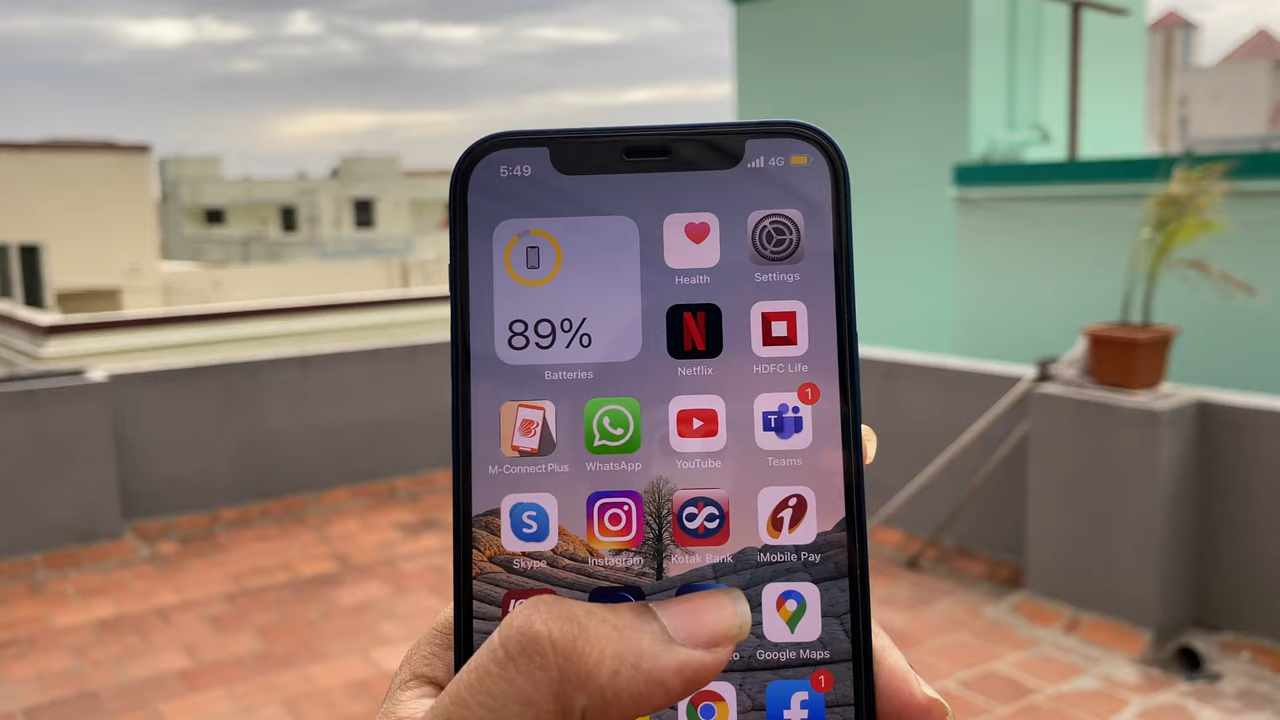 5:49
4G
89%
Batteries
Health
Settings
N
Netflix
HDFC Life
M-Connect Plus
WhatsApp
YouTube
1
T
Teams
S
Skype
Instagram
Kotak Bank
i
iMobile Pay
Google Maps
1
f